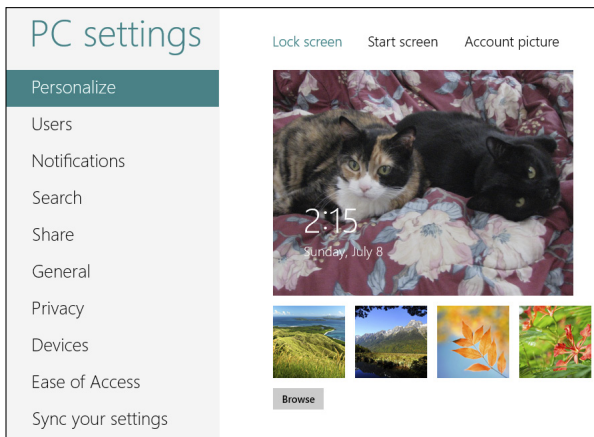 PC settings
Personalize
Users
Notifications
Search
Share
General
Privacy
Devices
Ease of Access
Sync your settings
Lock screen Start screen Account picture
2:15
Sunday, July 8
Browse